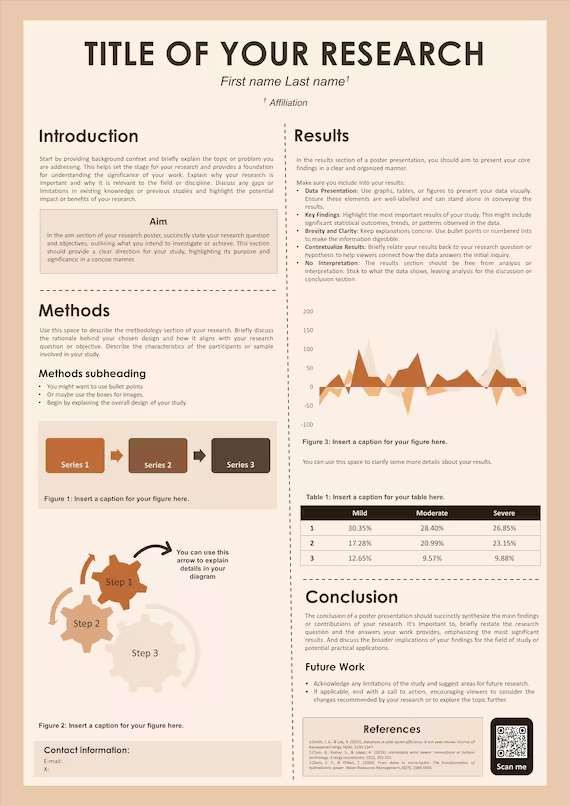 TITLE OF YOUR RESEARCH
First name Last name¹
† Affiliation
Introduction
Start by providing background context and briefly explain the topic or problem you
are addressing. This helps set the stage for your research and provides a foundation
for understanding the significance of your work. Explain why your research is
important and why it is relevant to the field or discipline. Discuss any gaps or
limitations in existing knowledge or previous studies and highlight the potential
impact or benefits of your research.
Aim
In the aim section of your research poster, succinctly state your research question
and objectives, outlining what you intend to investigate or achieve. This section
should provide a clear direction for your study, highlighting its purpose and
significance in a concise manner.
Methods
Use this space to describe the methodology section of your research. Briefly discuss
the rationale behind your chosen design and how it aligns with your research
question or objective. Describe the characteristics of the participants or sample
involved in your study.
Methods subheading
• You might want to use bullet points
• Or maybe use the boxes for images.
• Begin by explaining the overall design of your study.
Series 1
Series 2
Series 3
Figure 1: Insert a caption for your figure here.
You can use this
arrow to explain
details in your
diagram
Step 1
Step 2
Step 3
Figure 2: Insert a caption for your figure here.
Contact information:
E-mail:
X:
Results
In the results section of a poster presentation, you should aim to present your core
findings in a clear and organized manner.
Make sure you include into your results:
• Data Presentation: Use graphs, tables, or figures to present your data visually.
Ensure these elements are well-labelled and can stand alone in conveying the
results.
• Key Findings: Highlight the most important results of your study. This might include
significant statistical outcomes, trends, or patterns observed in the data.
• Brevity and Clarity: Keep explanations concise. Use bullet points or numbered lists
to make the information digestible.
• Contextualize Results: Briefly relate your results back to your research question or
hypothesis to help viewers connect how the data answers the initial inquiry.
• No Interpretation: The results section should be free from analysis or
interpretation. Stick to what the data shows, leaving analysis for the discussion or
conclusion section.
200
150
100
50
0
-50
-100
Figure 3: Insert a caption for your figure here.
You can use this space to clarify some more details about your results.
Table 1: Insert a caption for your table here.
Mild Moderate Severe
1 30.35% 28.40% 26.85%
2 17.28% 20.99% 23.15%
3 12.65% 9.57% 9.88%
Conclusion
The conclusion of a poster presentation should succinctly synthesise the main findings
or contributions of your research. It's important to, briefly restate the research
question and the answers your work provides, emphasizing the most significant
results. And discuss the broader implications of your findings for the field of study or
potential practical applications.
Future Work
• Acknowledge any limitations of the study and suggest areas for future research.
• If applicable, end with a call to action, encouraging viewers to consider the
changes recommended by your research or to explore the topic further
References
Scan me